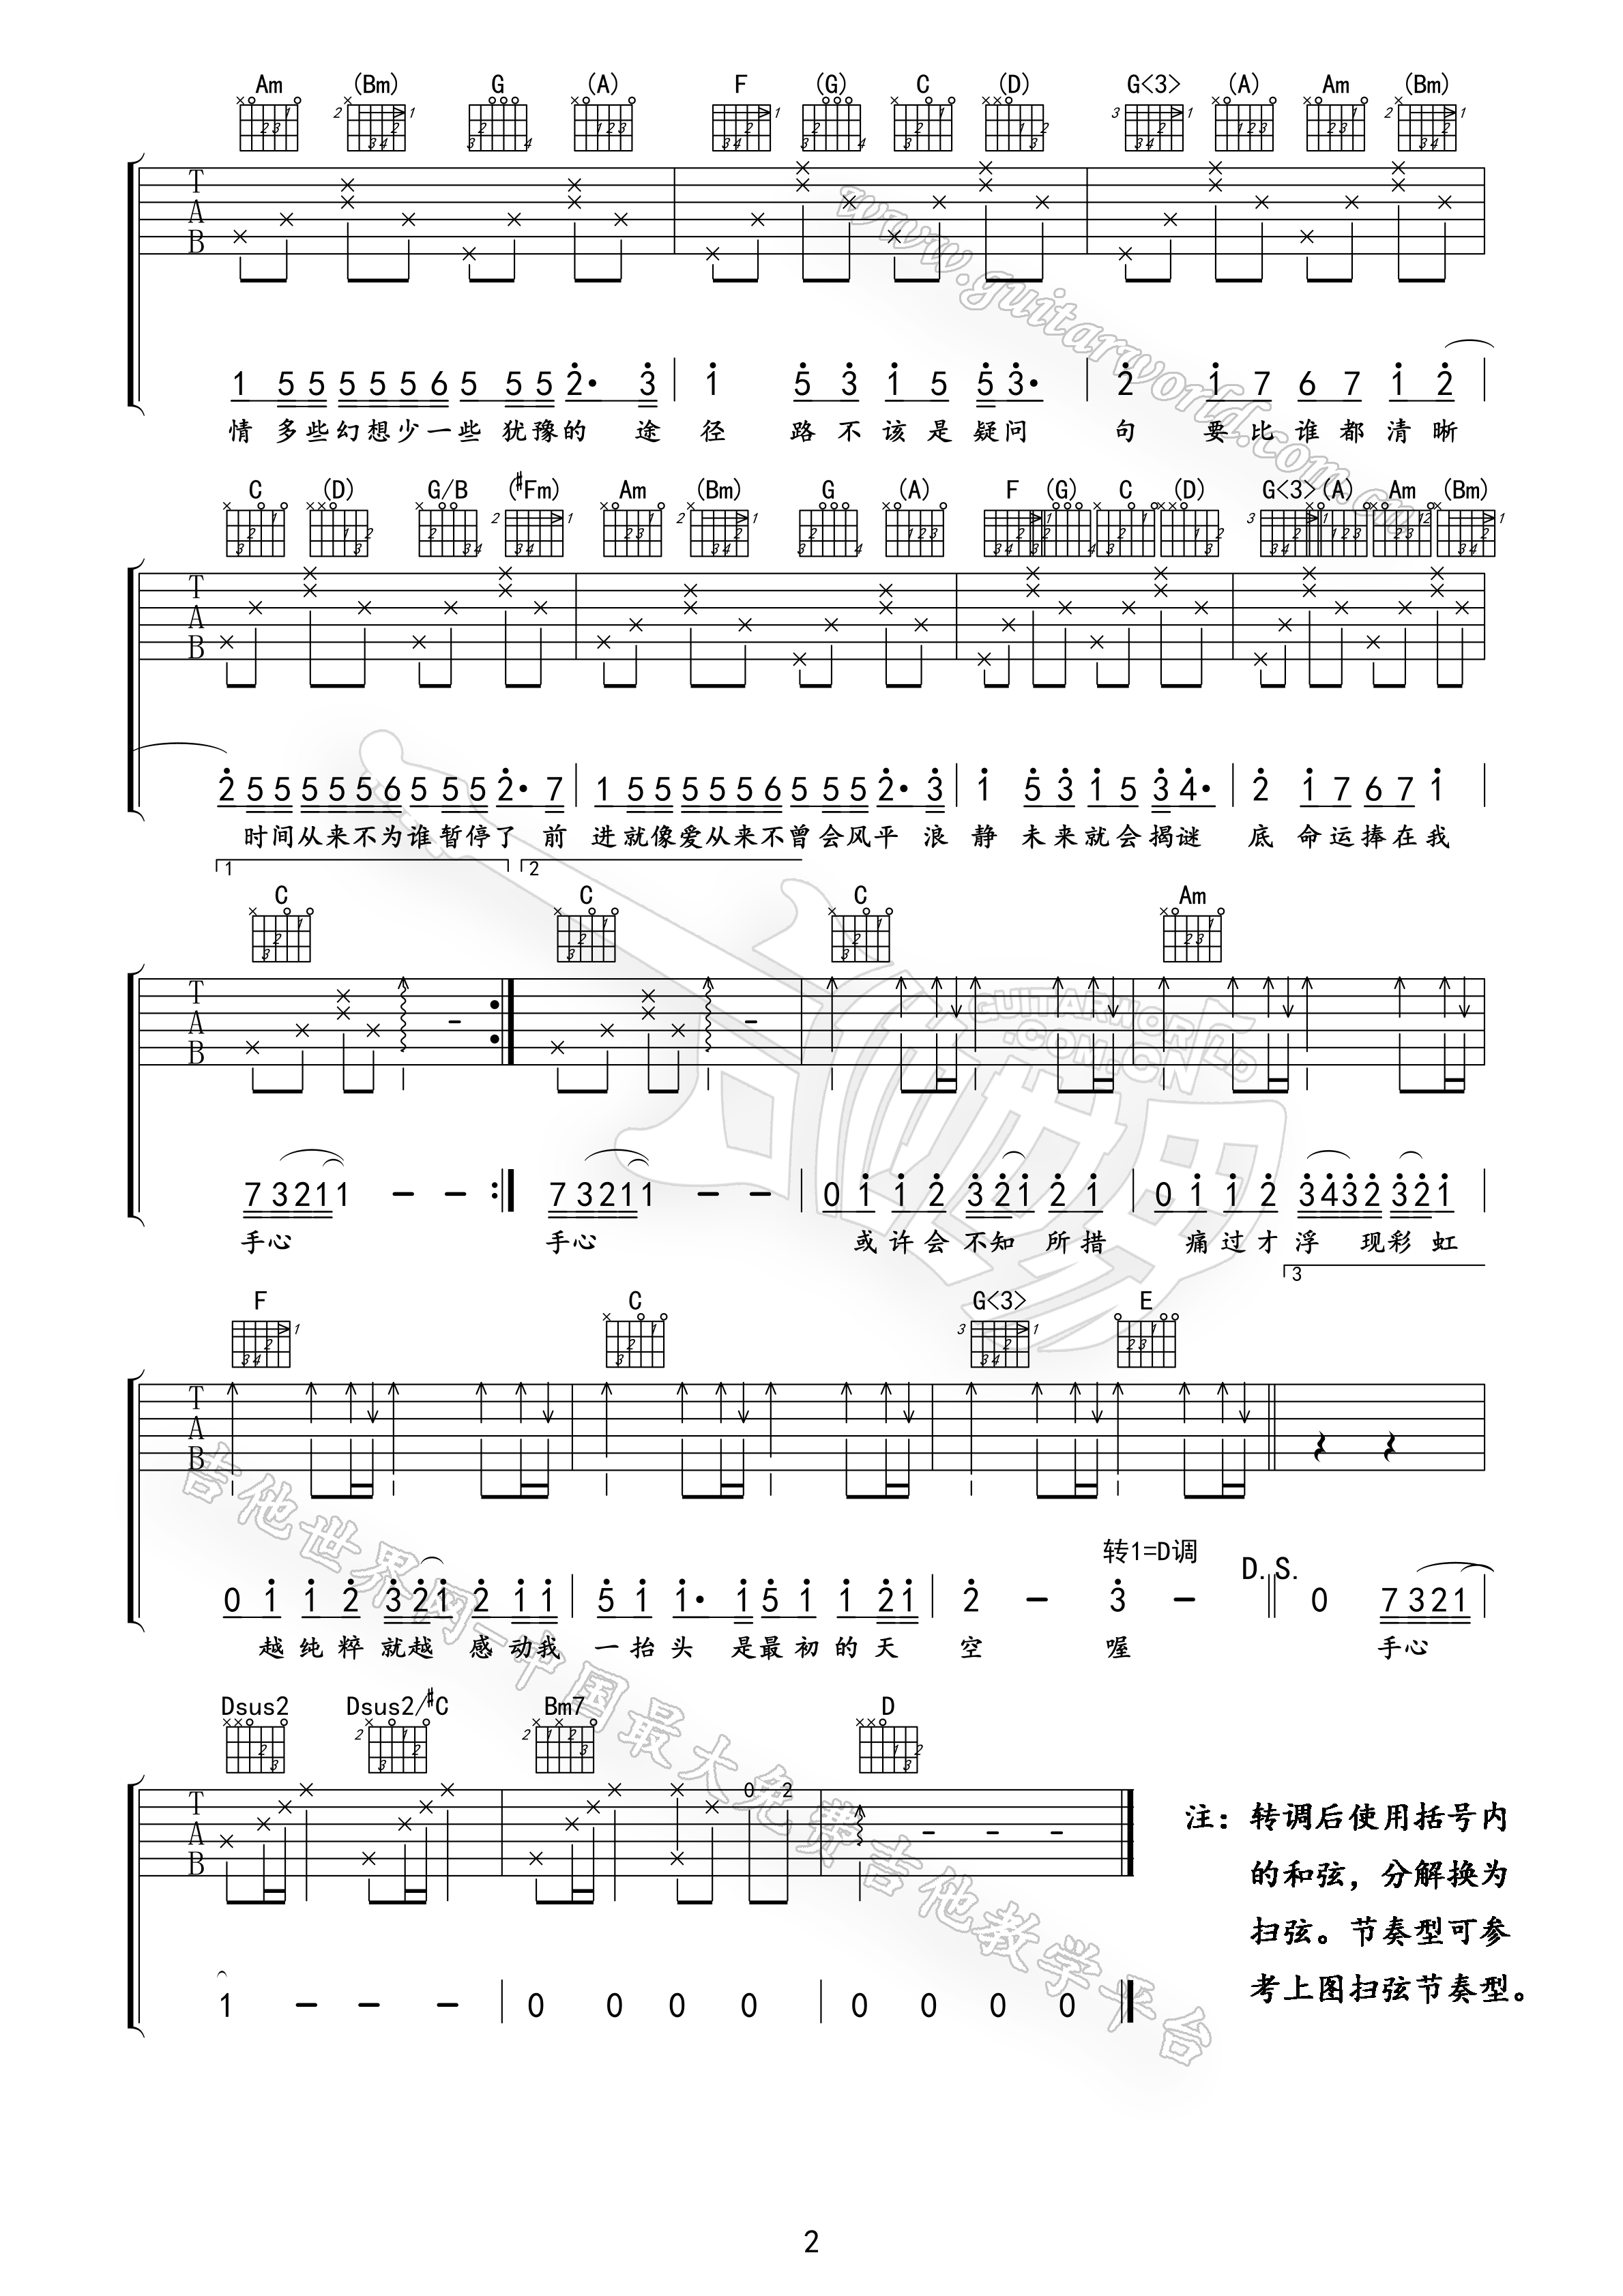 Am (Bm) G (A) F (G) C (D) G<3> (A) Am (Bm)
T
A
B
1 5 5 5 5 5 6 5 5 5 2· 3 | 1 5 3 1 5 5 3· | 2 1 7 6 7 1 2 |
情 多些幻想少一些 犹豫的 途 径 路 不 该 是 疑问 句 要 比 谁 都 清 晰
C (D) G/B (#Fm) Am (Bm) G (A) F (G) C (D) G<3> (A) Am (Bm)
T
A
B
2 5 5 5 5 5 6 5 5 5 2· 7 | 1 5 5 5 5 5 6 5 5 5 2· 3 | 1 5 3 1 5 3 4· | 2 1 7 6 7 1 |
时间从来不为谁 暂停了 前 进就像爱从来不曾会风平 浪 静 未来就会揭谜 底 命运捧在我
1 2
C C C Am
T
A
B
7 3 2 1 1 - - :| 7 3 2 1 1 - - | 0 1 1 2 3 2 1 2 1 | 0 1 1 2 3 4 3 2 3 2 1 |
手心 手心 或许会 不知 所措 痛过才 浮 现彩 虹
3
F C G<3> E
T
A
B
转1=D调 D.S.
0 1 1 2 3 2 1 2 1 1 | 5 1 1· 1 5 1 1 2 1 | 2 - 3 - || 0 7 3 2 1 |
越 纯 粹 就越 感 动我 一 抬 头 是最 初 的 天 空 喔 手心
Dsus2 Dsus2/#C Bm7 D
T
A
B
0 2
1 - - - | 0 0 0 0 | 0 0 0 0
注：转调后使用括号内
的和弦，分解换为
扫弦。节奏型可参
考上图扫弦节奏型。
www.guitarworld.com.cn
GUITARWORLD
.COM.CN
吉他世界网—中国最大免费吉他教学平台
2